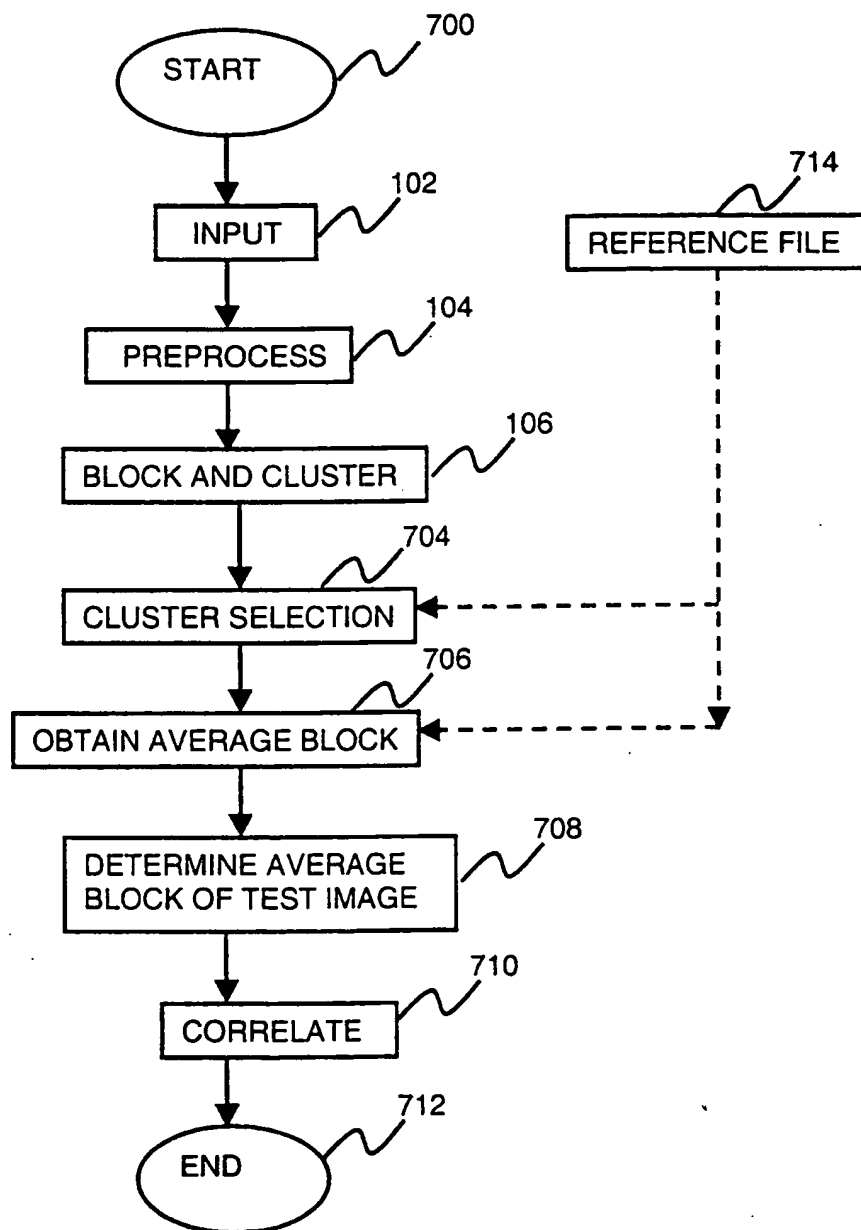 700
START
102
INPUT
714
REFERENCE FILE
104
PREPROCESS
106
BLOCK AND CLUSTER
704
CLUSTER SELECTION
706
OBTAIN AVERAGE BLOCK
708
DETERMINE AVERAGE
BLOCK OF TEST IMAGE
710
CORRELATE
712
END